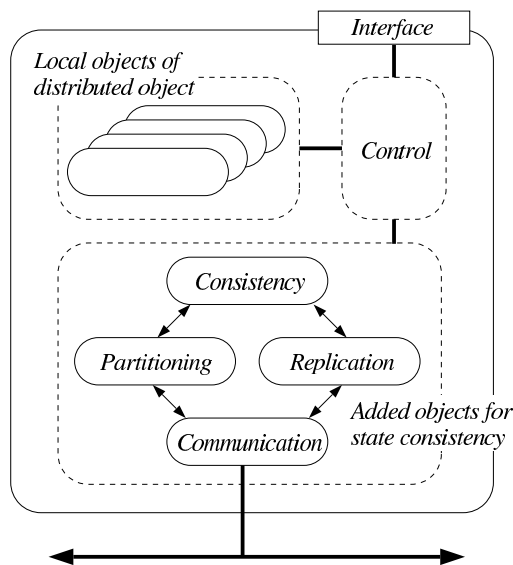 Interface
Local objects of
distributed object
Control
Consistency
Partitioning
Replication
Added objects for
state consistency
Communication